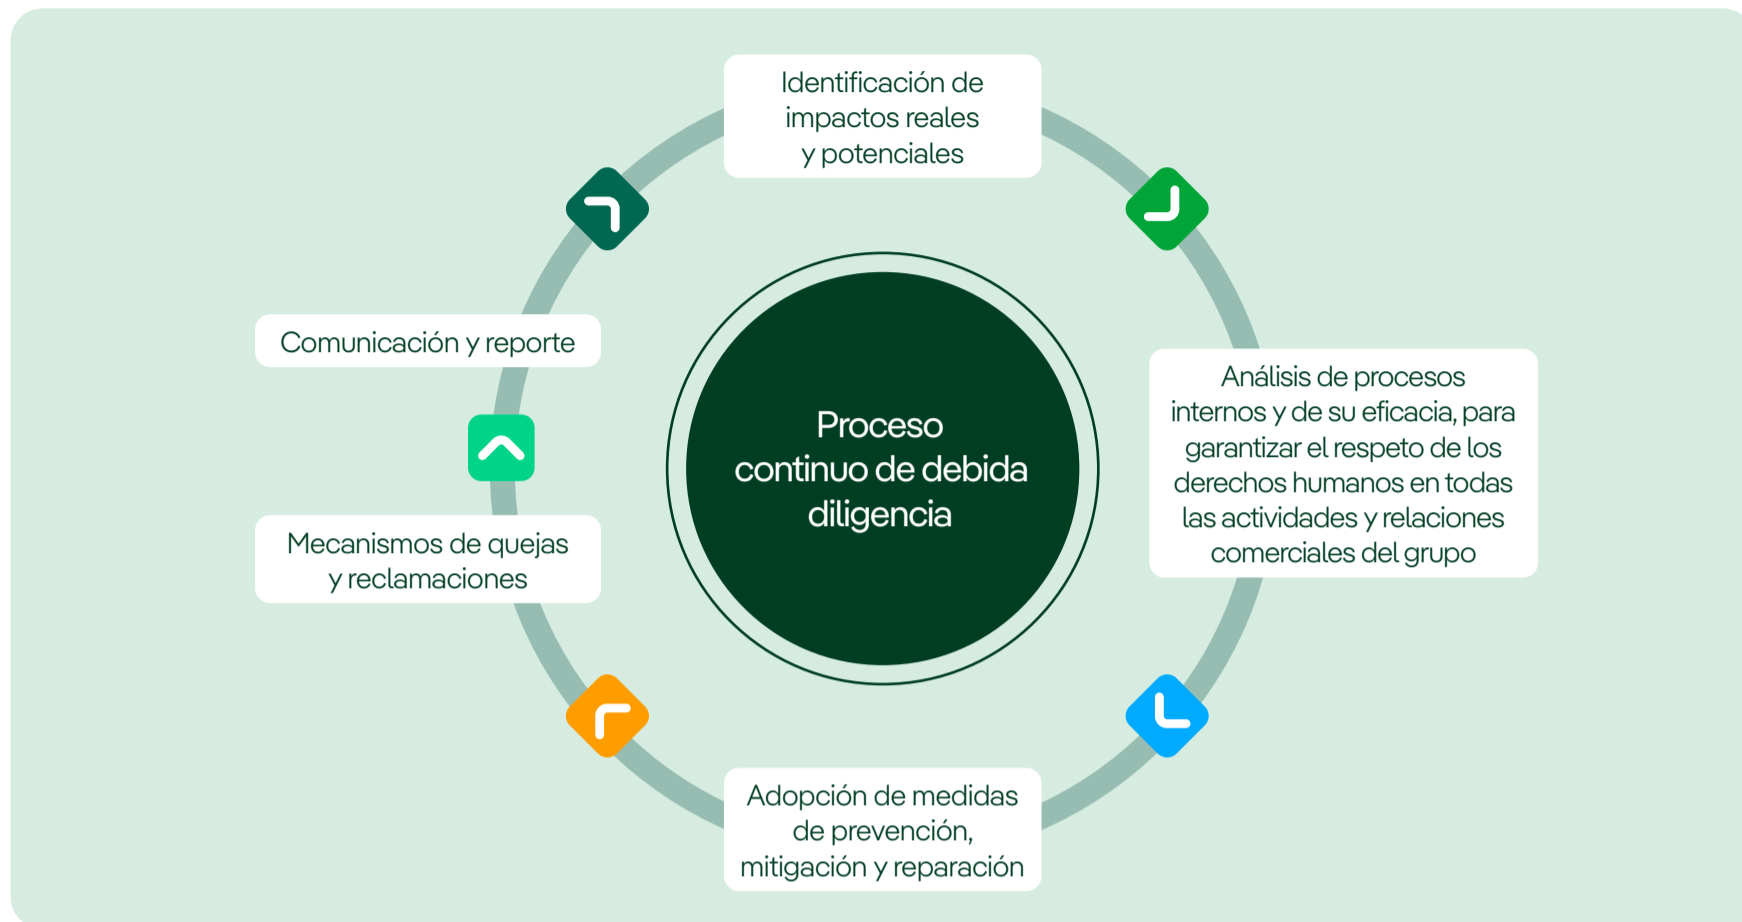 Identificación de
impactos reales
y potenciales
Análisis de procesos
internos y de su eficacia, para
garantizar el respeto de los
derechos humanos en todas
las actividades y relaciones
comerciales del grupo
Adopción de medidas
de prevención,
mitigación y reparación
Mecanismos de quejas
y reclamaciones
Comunicación y reporte
Proceso
continuo de debida
diligencia